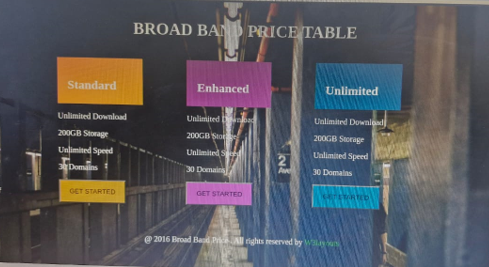 BROAD BAND PRICE TABLE
Standard
Unlimited Download
200GB Storage
Unlimited Speed
30 Domains
GET STARTED
Enhanced
Unlimited Download
200GB Storage
Unlimited Speed
30 Domains
GET STARTED
Unlimited
Unlimited Download
200GB Storage
Unlimited Speed
30 Domains
GET STARTED
2
Ave
@ 2016 Broad Band Price. All rights reserved by